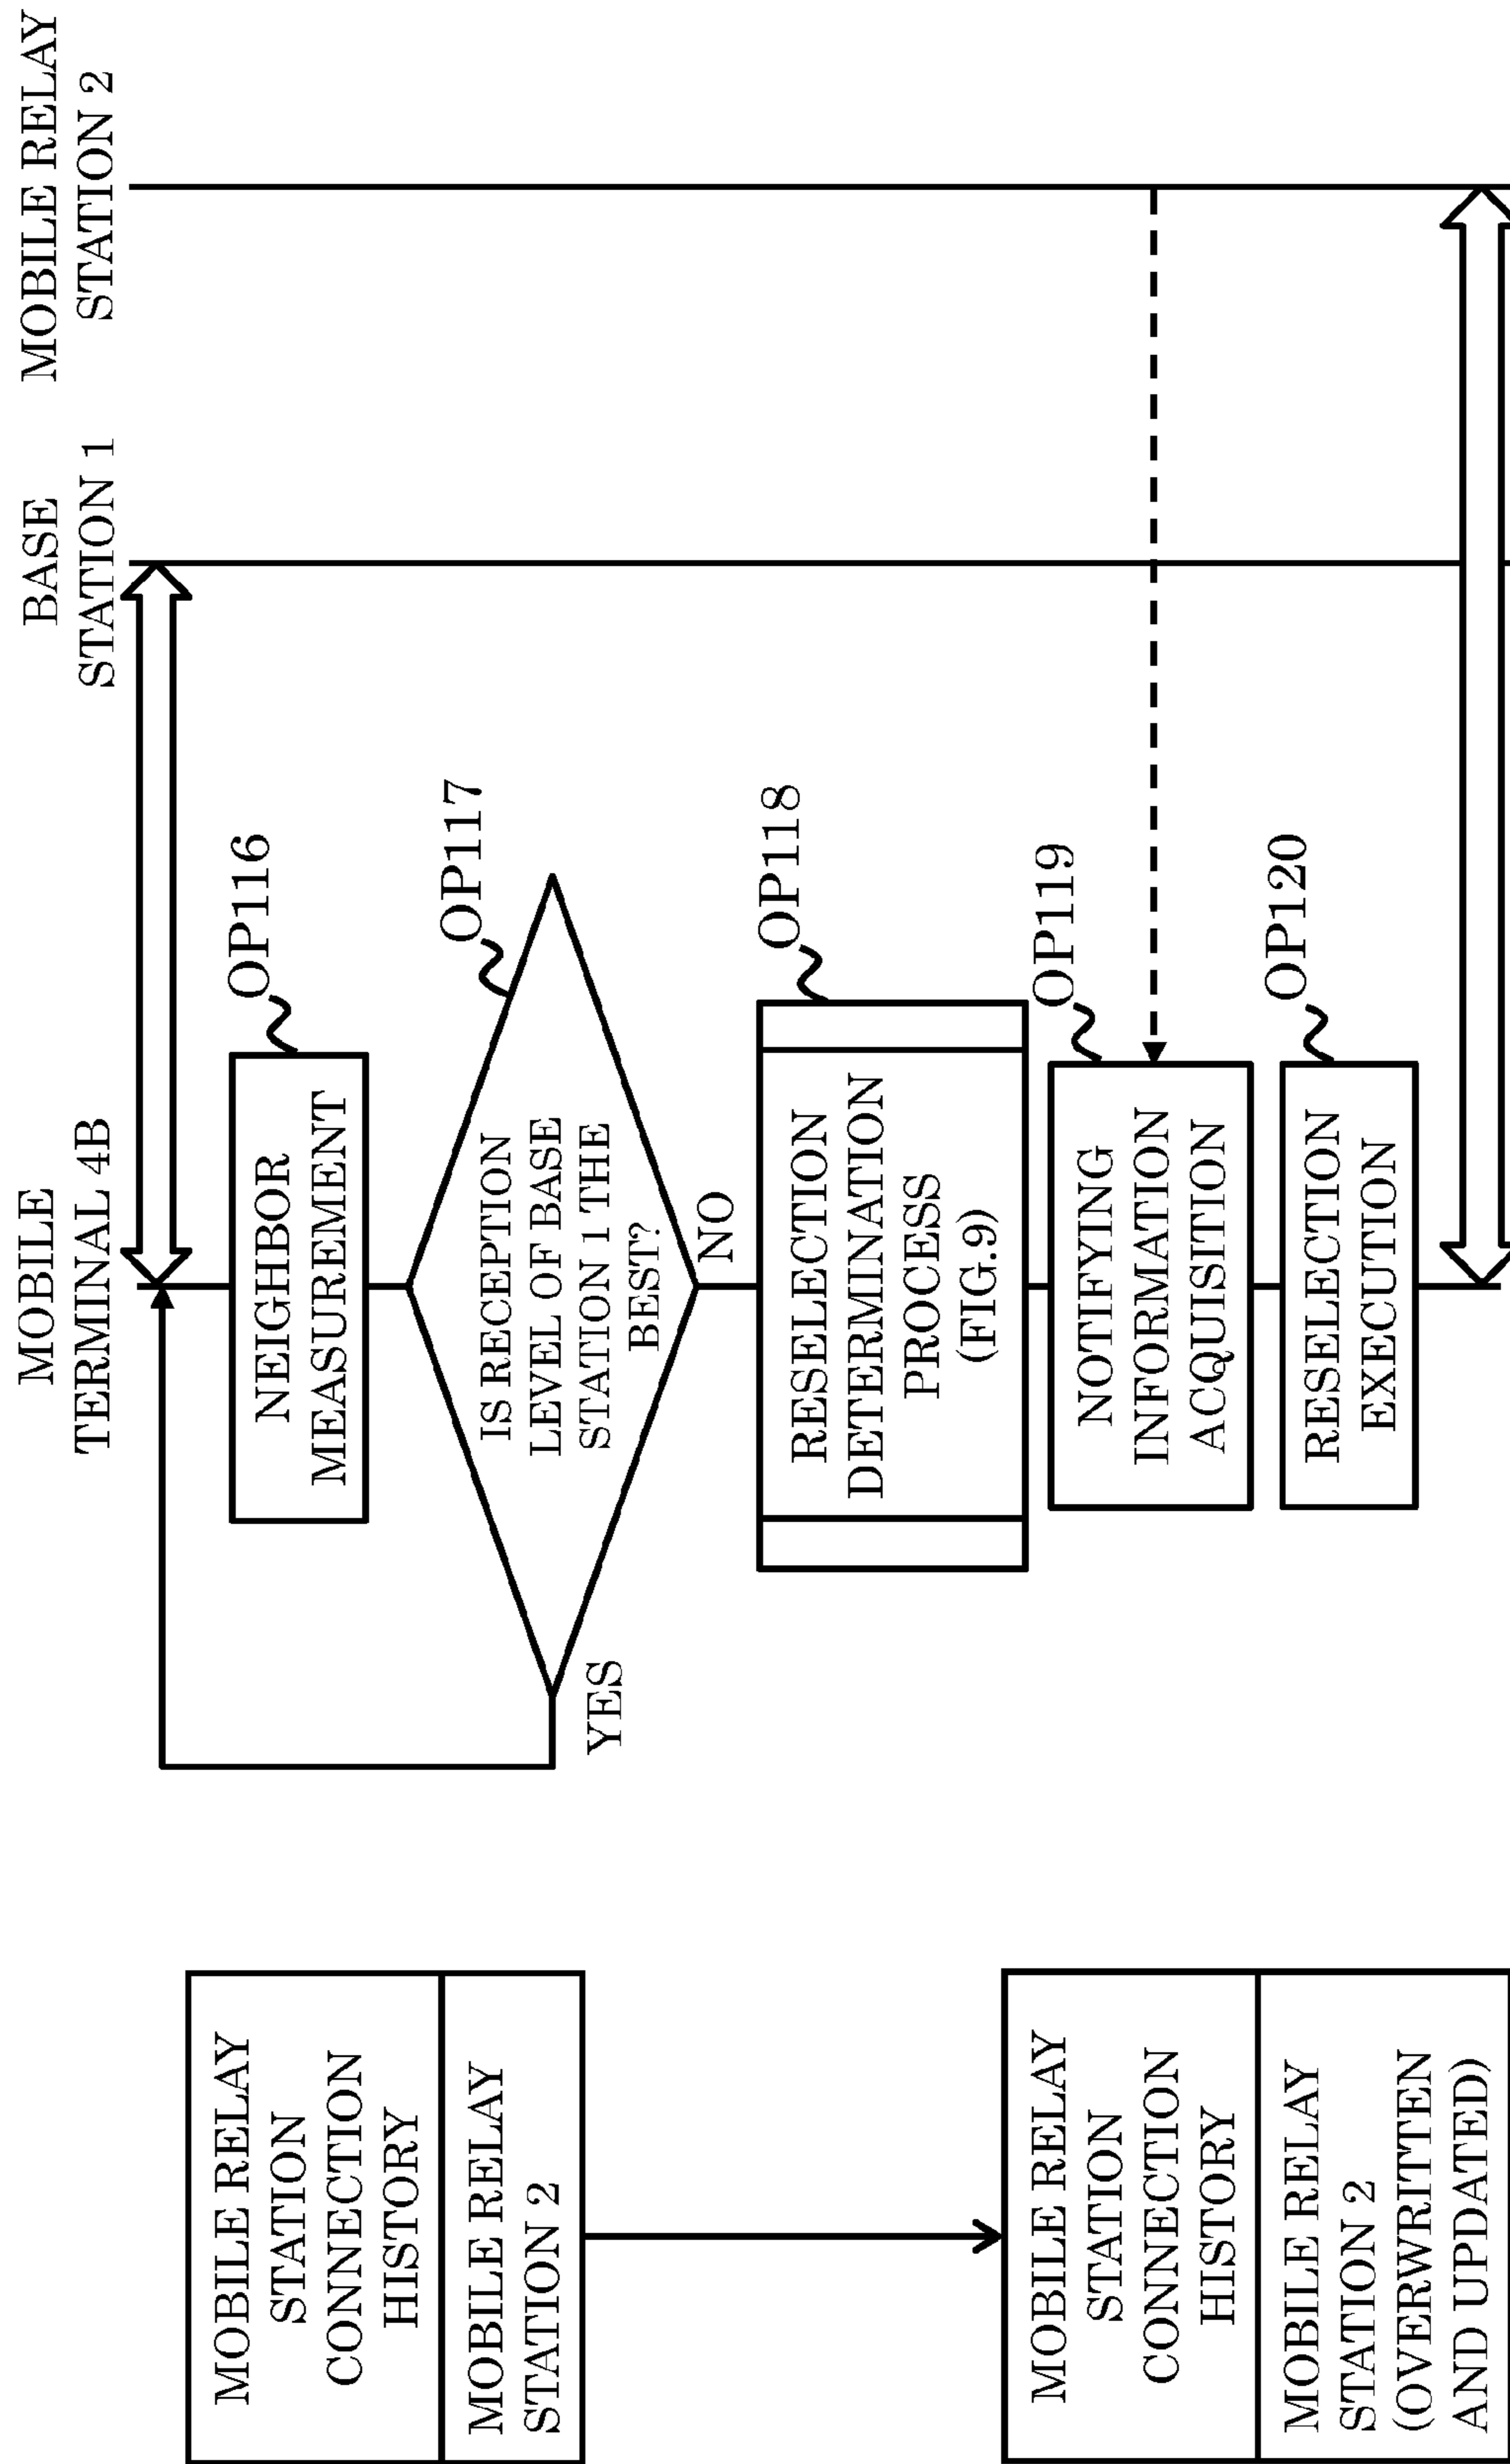 MOBILE
TERMINAL 4B
BASE
STATION 1
MOBILE RELAY
STATION 2
MOBILE RELAY
STATION
CONNECTION
HISTORY
MOBILE RELAY
STATION 2
OP116
NEIGHBOR
MEASUREMENT
OP117
IS RECEPTION
LEVEL OF BASE
STATION 1 THE
BEST?
YES
NO
OP118
RESELECTION
DETERMINATION
PROCESS
(FIG.9)
OP119
NOTIFYING
INFORMATION
ACQUISITION
OP120
RESELECTION
EXECUTION
MOBILE RELAY
STATION
CONNECTION
HISTORY
MOBILE RELAY
STATION 2
(OVERWRITTEN
AND UPDATED)